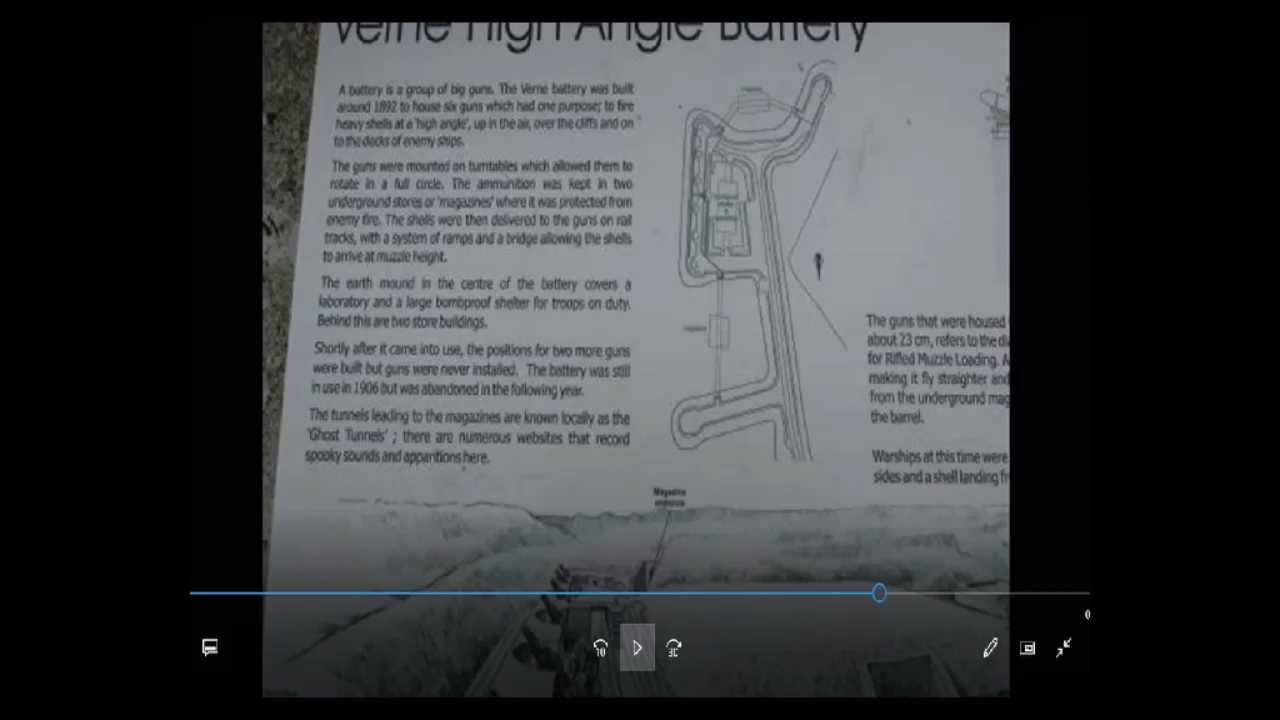 Verne High Angle Battery
A battery is a group of big guns. The Verne battery was built
around 1892 to house six guns which had one purpose; to fire
heavy shells at a 'high angle', up in the air, over the cliffs and on
to the decks of enemy ships.
The guns were mounted on turntables which allowed them to
rotate in a full circle. The ammunition was kept in two
underground stores or 'magazines' where it was protected from
enemy fire. The shells were then delivered to the guns on rail
tracks, with a system of ramps and a bridge allowing the shells
to arrive at muzzle height.
The earth mound in the centre of the battery covers a
laboratory and a large bombproof shelter for troops on duty.
Behind this are two store buildings.
Shortly after it came into use, the positions for two more guns
were built but guns were never installed. The battery was still
in use in 1906 but was abandoned in the following year.
The tunnels leading to the magazines are known locally as the
'Ghost Tunnels' ; there are numerous websites that record
spooky sounds and apparitions here.
The guns that were housed
about 23 cm, refers to the di
for Rifled Muzzle Loading. A
making it fly straighter and
from the underground mag
the barrel.
Warships at this time were
sides and a shell landing fr
Magazine
entrance
0
10
30